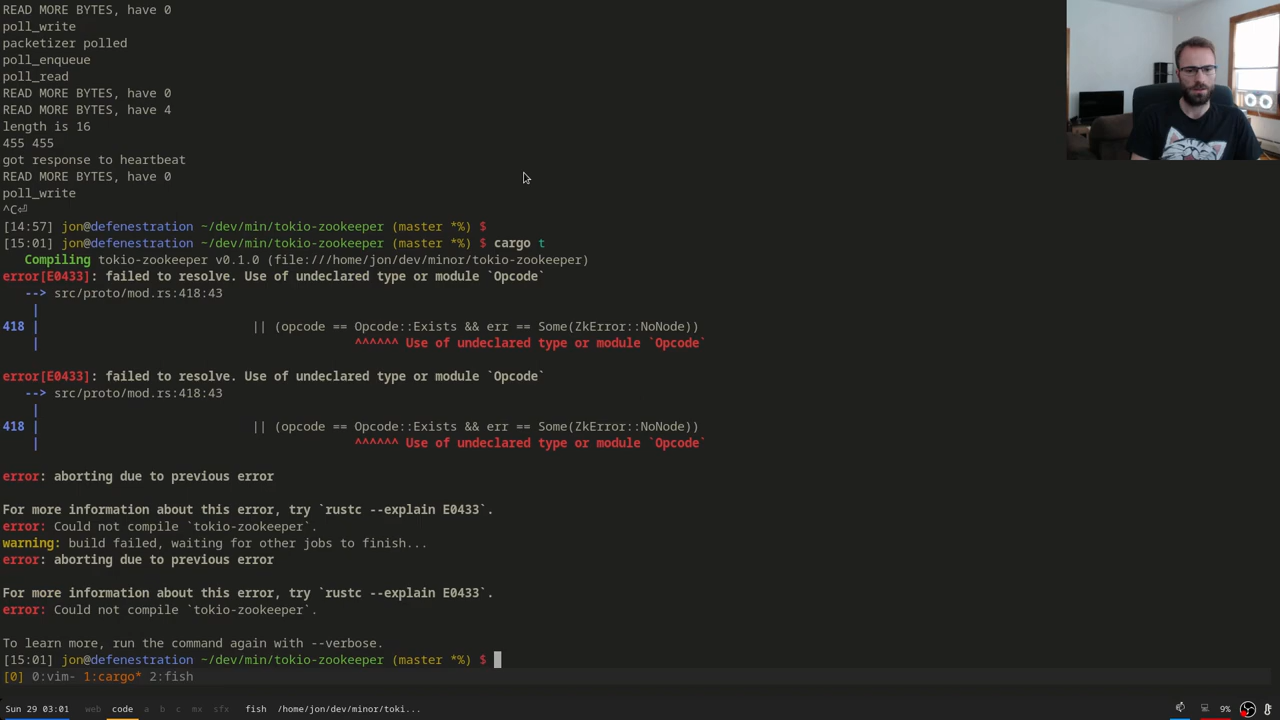 READ MORE BYTES, have 0
poll_write
packetizer polled
poll_enqueue
poll_read
READ MORE BYTES, have 0
READ MORE BYTES, have 4
length is 16
455 455
got response to heartbeat
READ MORE BYTES, have 0
poll_write
^C⏎
[14:57] jon@defenestration ~/dev/min/tokio-zookeeper (master *%) $
[15:01] jon@defenestration ~/dev/min/tokio-zookeeper (master *%) $ cargo t
   Compiling tokio-zookeeper v0.1.0 (file:///home/jon/dev/minor/tokio-zookeeper)
error[E0433]: failed to resolve. Use of undeclared type or module `Opcode`
   --> src/proto/mod.rs:418:43
    |
418 |                             || (opcode == Opcode::Exists && err == Some(ZkError::NoNode))
    |                                           ^^^^^^ Use of undeclared type or module `Opcode`

error[E0433]: failed to resolve. Use of undeclared type or module `Opcode`
   --> src/proto/mod.rs:418:43
    |
418 |                             || (opcode == Opcode::Exists && err == Some(ZkError::NoNode))
    |                                           ^^^^^^ Use of undeclared type or module `Opcode`

error: aborting due to previous error

For more information about this error, try `rustc --explain E0433`.
error: Could not compile `tokio-zookeeper`.
warning: build failed, waiting for other jobs to finish...
error: aborting due to previous error

For more information about this error, try `rustc --explain E0433`.
error: Could not compile `tokio-zookeeper`.

To learn more, run the command again with --verbose.
[15:01] jon@defenestration ~/dev/min/tokio-zookeeper (master *%) $
[0] 0:vim- 1:cargo* 2:fish
Sun 29 03:01 web code a b c mx sfx fish /home/jon/dev/minor/toki... 9%